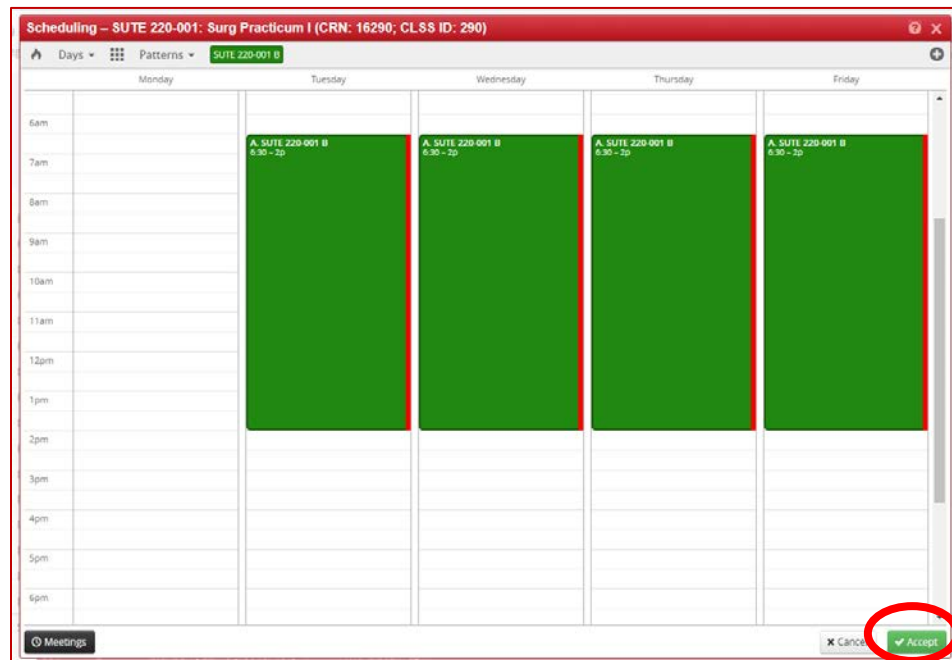 Scheduling – SUTE 220-001: Surg Practicum I (CRN: 16290; CLSS ID: 290)
Days Patterns SUTE 220-001 B
Monday Tuesday Wednesday Thursday Friday
6am
A. SUTE 220-001 B A. SUTE 220-001 B A. SUTE 220-001 B A. SUTE 220-001 B
6:30 – 2p 6:30 – 2p 6:30 – 2p 6:30 – 2p
7am
8am
9am
10am
11am
12pm
1pm
2pm
3pm
4pm
5pm
6pm
Meetings Cancel Accept